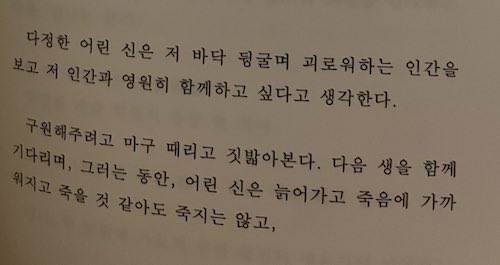 다정한 어린 신은 저 바닥 뒹굴며 괴로워하는 인간을
보고 저 인간과 영원히 함께하고 싶다고 생각한다.
구원해주려고 마구 때리고 짓밟아본다. 다음 생을 함께
기다리며, 그러는 동안, 어린 신은 늙어가고 죽음에 가까
워지고 죽을 것 같아도 죽지는 않고,